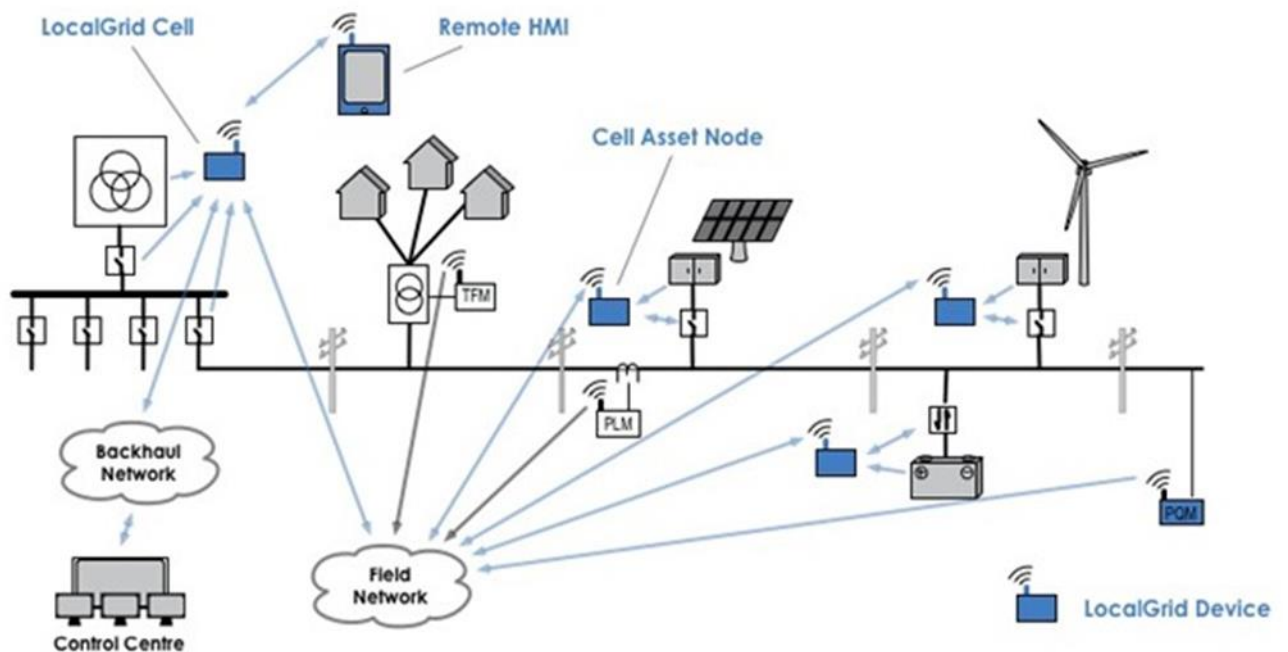 LocalGrid Cell
Remote HMI
Cell Asset Node
TFM
PLM
Backhaul
Network
PQM
Field
Network
LocalGrid Device
Control Centre